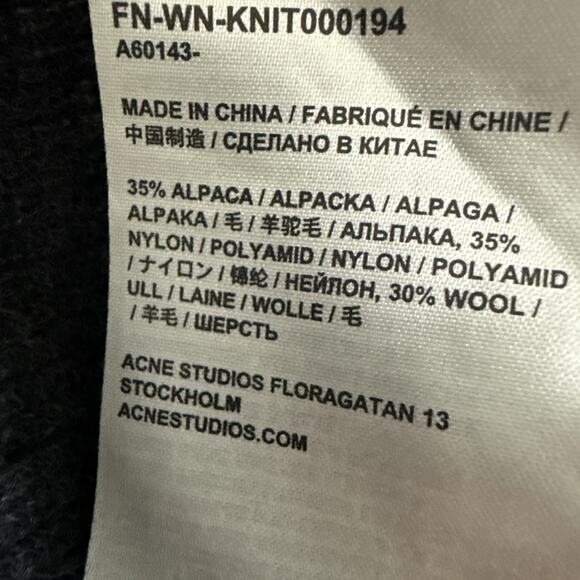 FN-WN-KNIT000194
A60143-
MADE IN CHINA / FABRIQUÉ EN CHINE /
中国制造 / СДЕЛАНО В КИТАЕ
35% ALPACA / ALPACKA / ALPAGA /
ALPAKA / 毛 / 羊驼毛 / АЛЬПАКА, 35%
NYLON / POLYAMID / NYLON / POLYAMID
/ ナイロン / 锦纶 / НЕЙЛОН, 30% WOOL /
ULL / LAINE / WOLLE / 毛
/ 羊毛 / ШЕРСТЬ
ACNE STUDIOS FLORAGATAN 13
STOCKHOLM
ACNESTUDIOS.COM